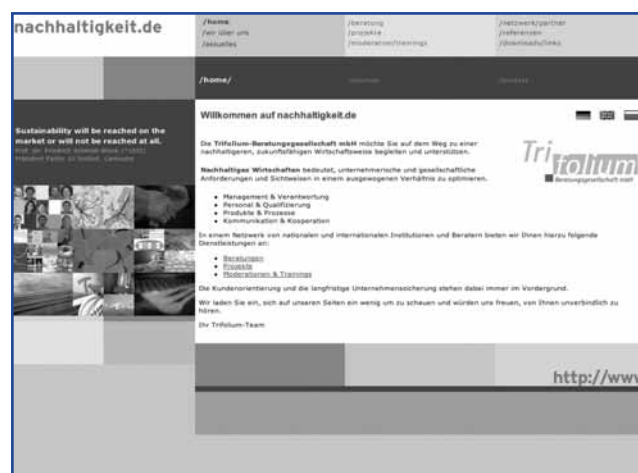 nachhaltigkeit.de
/home
/wir über uns
/aktuelles
/beratung
/projekte
/moderation/trainings
/netzwerk/partner
/referenzen
/downloads/links
/home/
Sustainability will be reached on the
market or will not be reached at all.
Willkommen auf nachhaltigkeit.de
Die Trifolium-Beratungsgesellschaft mbH möchte Sie auf dem Weg zu einer
nachhaltigeren, zukunftsfähigen Wirtschaftsweise begleiten und unterstützen.
Nachhaltiges Wirtschaften bedeutet, unternehmerische und gesellschaftliche
Anforderungen und Sichtweisen in einem ausgewogenen Verhältnis zu optimieren.
• Management & Verantwortung
• Personal & Qualifizierung
• Produkte & Prozesse
• Kommunikation & Kooperation
In einem Netzwerk von nationalen und internationalen Institutionen und Beratern bieten wir Ihnen hierzu folgende
Dienstleistungen an:
• Beratungen
• Projekte
• Moderationen & Trainings
Die Kundenorientierung und die langfristige Unternehmenssicherung stehen dabei immer im Vordergrund.
Wir laden Sie ein, sich auf unseren Seiten ein wenig um zu schauen und würden uns freuen, von Ihnen unverbindlich zu
hören.
Ihr Trifolium-Team
Trifolium
Beratungsgesellschaft mbH
http://www